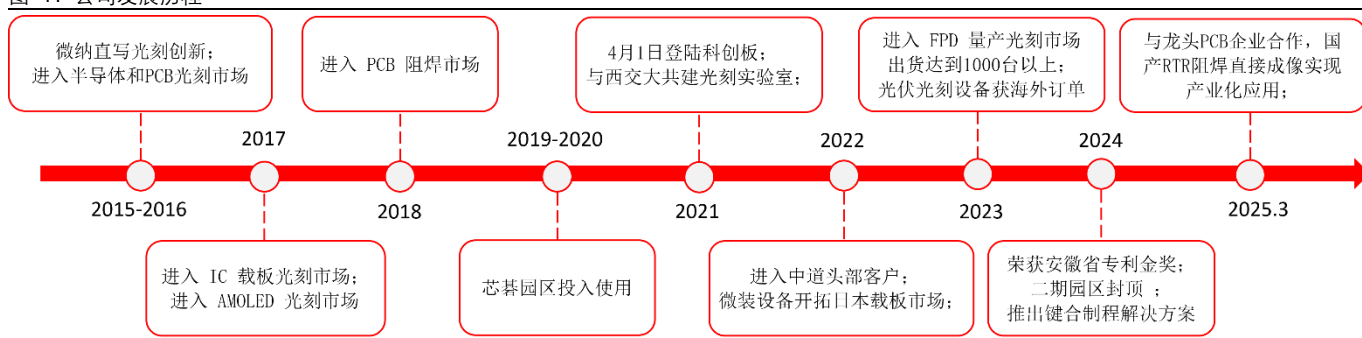 微纳直写光刻创新；
进入半导体和PCB光刻市场
2015-2016
2017
进入 IC 载板光刻市场；
进入 AMOLED 光刻市场
进入 PCB 阻焊市场
2018
2019-2020
芯碁园区投入使用
4月1日登陆科创板；
与西交大共建光刻实验室；
2021
2022
进入中道头部客户；
微装设备开拓日本载板市场；
进入 FPD 量产光刻市场
出货达到1000台以上；
光伏光刻设备获海外订单
2023
2024
荣获安徽省专利金奖；
二期园区封顶 ；
推出键合制程解决方案
与龙头PCB企业合作，国
产RTR阻焊直接成像实现
产业化应用；
2025.3